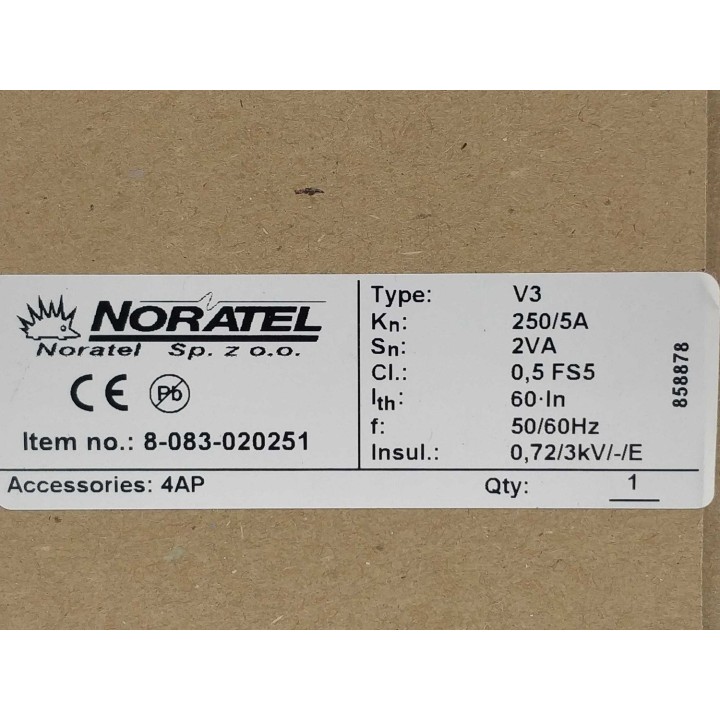 NORATEL
Noratel Sp. z o.o.
CE Pb
Item no.: 8-083-020251
Type: V3
Kn: 250/5A
Sn: 2VA
Cl.: 0,5 FS5
Ith: 60·In
f: 50/60Hz
Insul.: 0,72/3kV/-/E
858878
Accessories: 4AP
Qty: 1